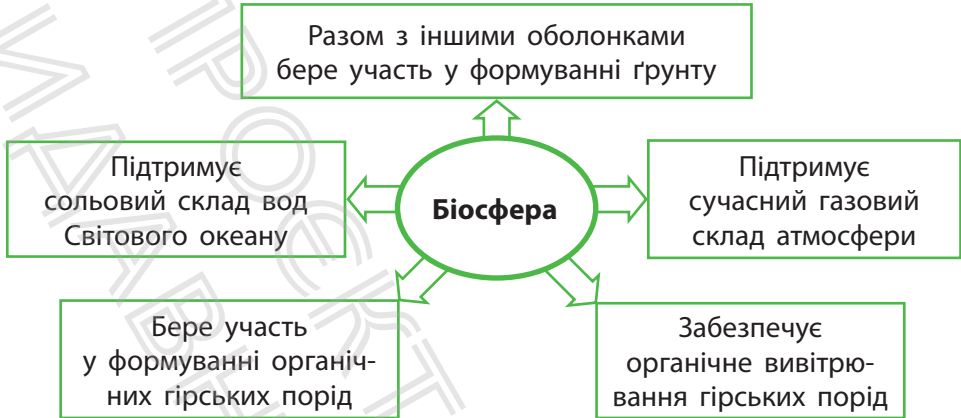 Разом з іншими оболонками
бере участь у формуванні ґрунту
Підтримує
сольовий склад вод
Світового океану
Біосфера
Підтримує
сучасний газовий
склад атмосфери
Бере участь
у формуванні органіч-
них гірських порід
Забезпечує
органічне вивітрю-
вання гірських порід
ПРОЄКТ